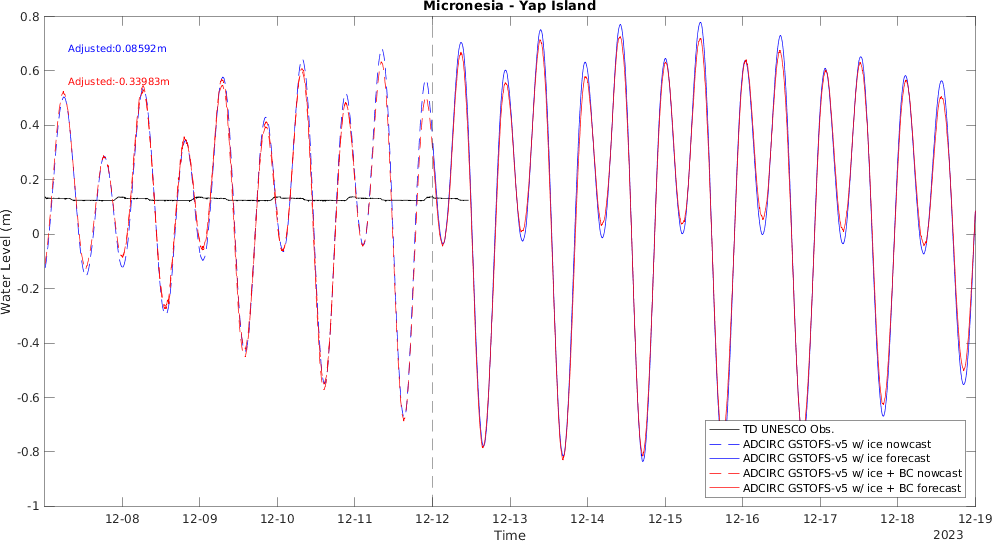 Micronesia - Yap Island
Adjusted:0.08592m
Adjusted:-0.33983m
Water Level (m)
0.8
0.6
0.4
0.2
0
-0.2
-0.4
-0.6
-0.8
-1
TD UNESCO Obs.
ADCIRC GSTOFS-v5 w/ ice nowcast
ADCIRC GSTOFS-v5 w/ ice forecast
ADCIRC GSTOFS-v5 w/ ice + BC nowcast
ADCIRC GSTOFS-v5 w/ ice + BC forecast
12-08 12-09 12-10 12-11 12-12 12-13 12-14 12-15 12-16 12-17 12-18 12-19
Time
2023